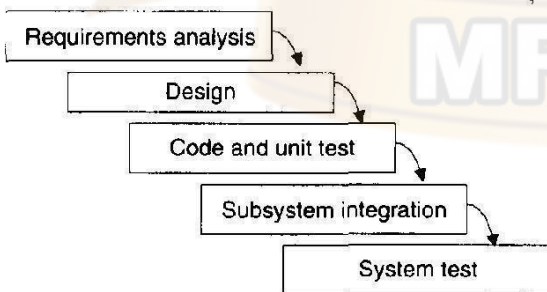 Requirements analysis
Design
Code and unit test
Subsystem integration
System test